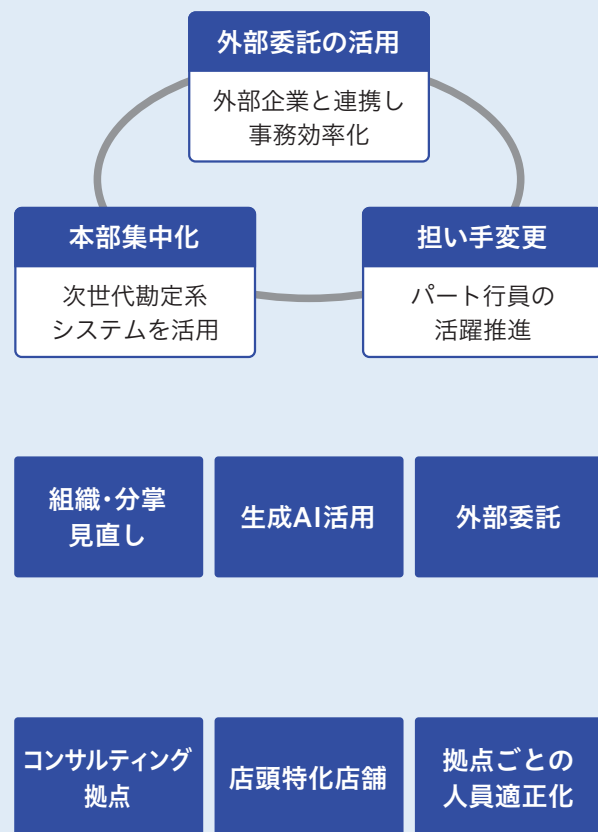 外部委託の活用
外部企業と連携し
事務効率化
本部集中化
次世代勘定系
システムを活用
担い手変更
パート行員の
活躍推進
組織・分掌
見直し
生成AI活用
外部委託
コンサルティング
拠点
店頭特化店舗
拠点ごとの
人員適正化